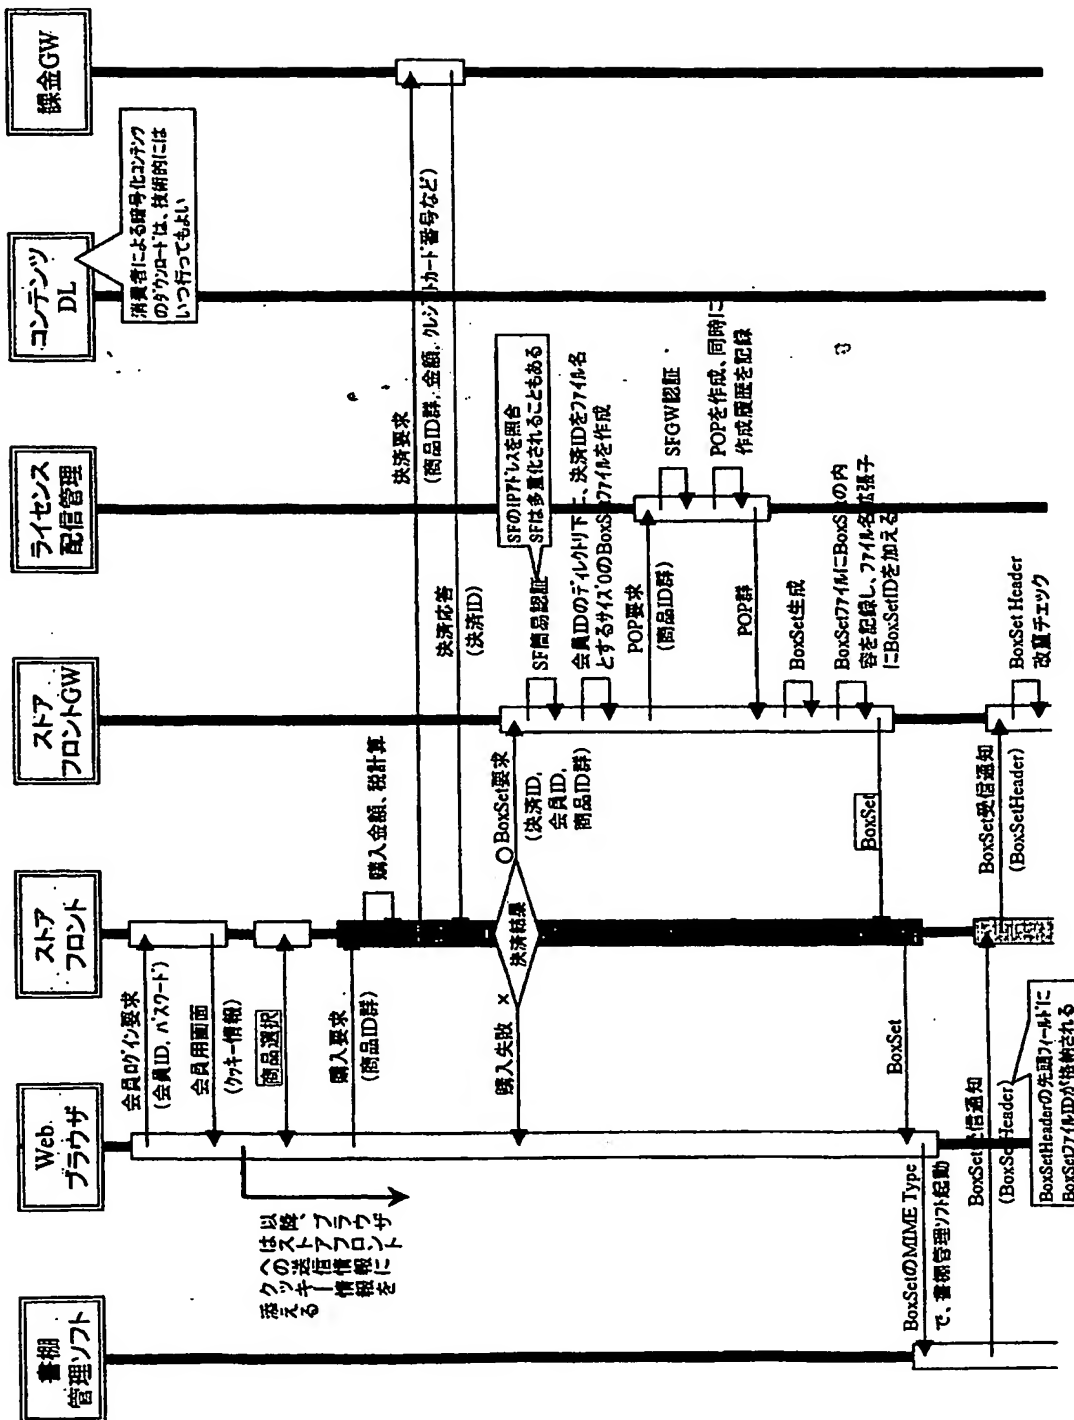 書棚
管理ソフト
Web.
ブラウザ
ストア
フロント
ストア
フロントGW
ライセンス
配信管理
コンテンツ
DL
課金GW
消費者による暗号化コンテンツ
のダウンロードは、技術的には
いつ行ってもよい
会員ログイン要求
(会員ID, パスワード)
会員用画面
(クッキー情報)
以降、ブラウザ
はストアフロント
への送信情報に
クッキー情報を
添える
商品選択
購入要求
(商品ID群)
購入金額、税計算
決済要求
(商品ID群, 金額, クレジットカード番号など)
決済応答
(決済ID)
決済結果
購入失敗 ×
○ BoxSet要求
(決済ID,
会員ID,
商品ID群)
SF簡易認証
SFのIPアドレスを照合
SFは多重化されることもある
会員IDのディレクトリ下に、決済IDをファイル名
とするサイズ0のBoxSetファイルを作成
POP要求
(商品ID群)
SFGW認証
POPを作成、同時に
作成履歴を記録
POP群
BoxSet生成
BoxSetファイルにBoxSetの内
容を記録し、ファイル名拡張子
にBoxSetIDを加える
BoxSet
BoxSet
BoxSetのMIME Type
で、書棚管理ソフト起動
BoxSet受信通知
(BoxSetHeader)
BoxSetHeaderの先頭フィールドに
BoxSetファイルIDが格納される
BoxSet受信通知
(BoxSetHeader)
BoxSet Header
改竄チェック